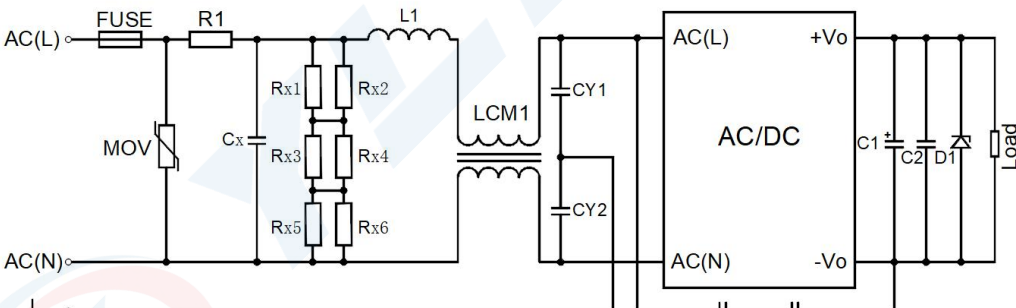 FUSE R1 L1
AC(L) AC(L) +Vo
Rx1 Rx2 CY1
LCM1
MOV Cx Rx3 Rx4 AC/DC C1 + C2 D1 Load
Rx5 Rx6 CY2
AC(N) AC(N) -Vo